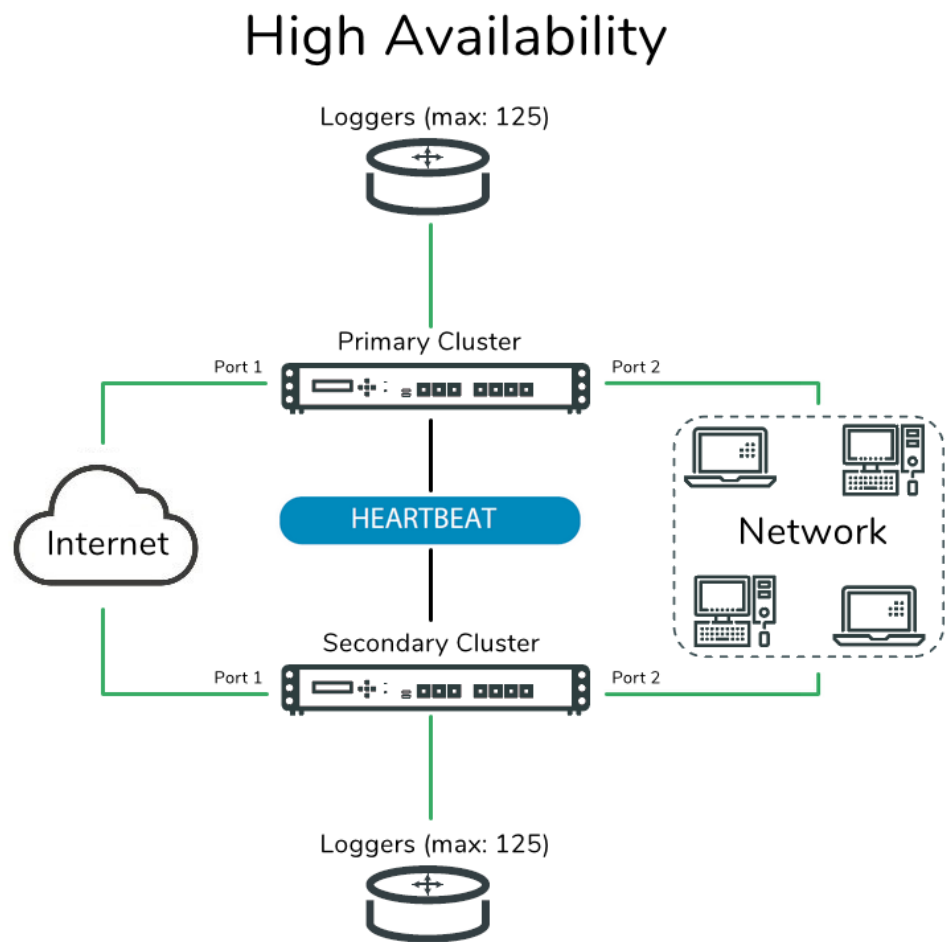 High Availability
Loggers (max: 125)
Primary Cluster
Port 1
Port 2
HEARTBEAT
Internet
Network
Secondary Cluster
Port 1
Port 2
Loggers (max: 125)